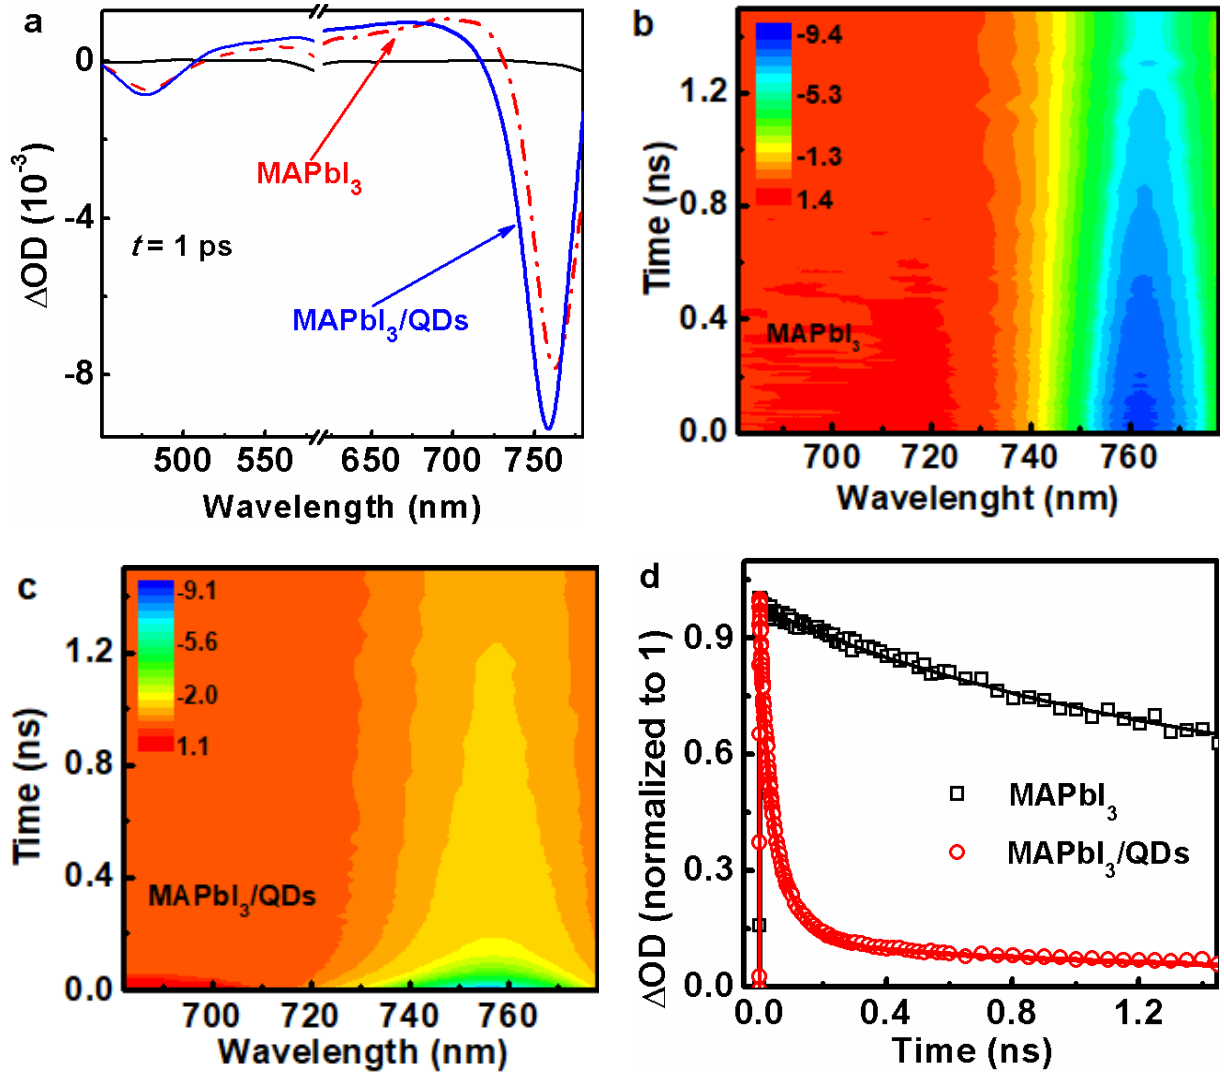 a
0
-4
-8
ΔOD (10⁻³)
MAPbI₃
t = 1 ps
MAPbI₃/QDs
500 550 650 700 750
Wavelength (nm)
b
-9.4
-5.3
-1.3
1.4
1.2
0.8
0.4
0.0
Time (ns)
MAPbI₃
700 720 740 760
Wavelenght (nm)
c
-9.1
-5.6
-2.0
1.1
1.2
0.8
0.4
0.0
Time (ns)
MAPbI₃/QDs
700 720 740 760
Wavelength (nm)
d
0.9
0.6
0.3
0.0
ΔOD (normalized to 1)
MAPbI₃
MAPbI₃/QDs
0.0 0.4 0.8 1.2
Time (ns)